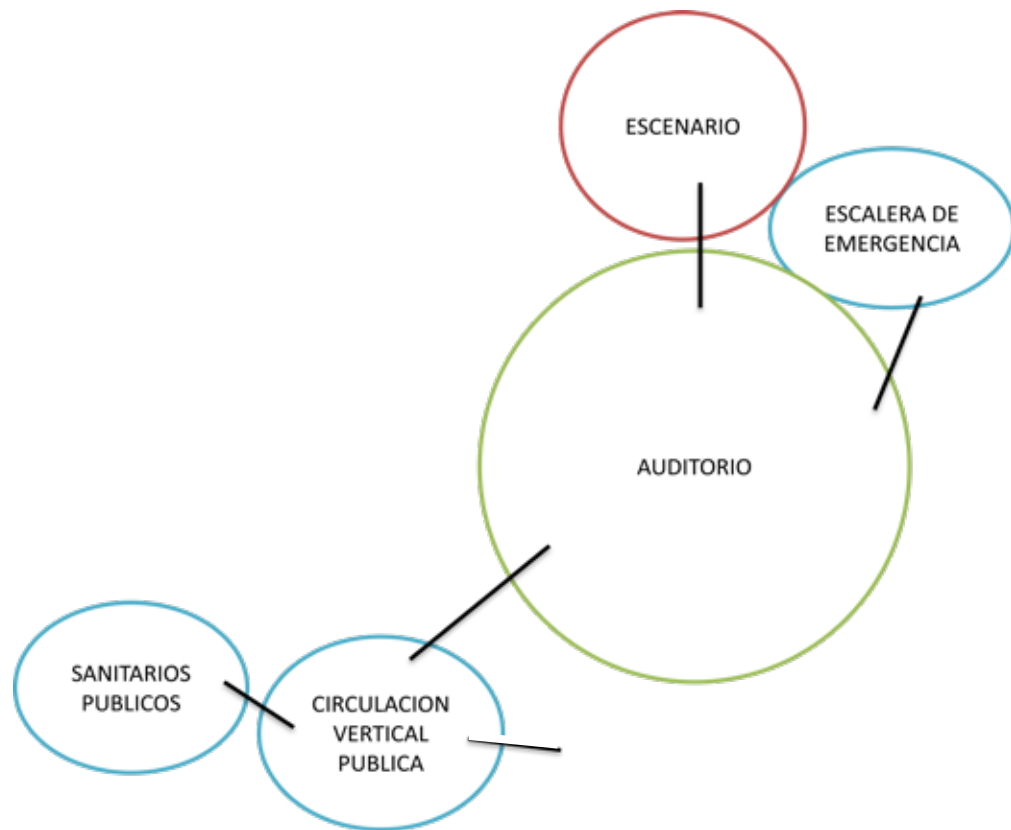 ESCENARIO
ESCALERA DE
EMERGENCIA
AUDITORIO
SANITARIOS
PUBLICOS
CIRCULACION
VERTICAL
PUBLICA